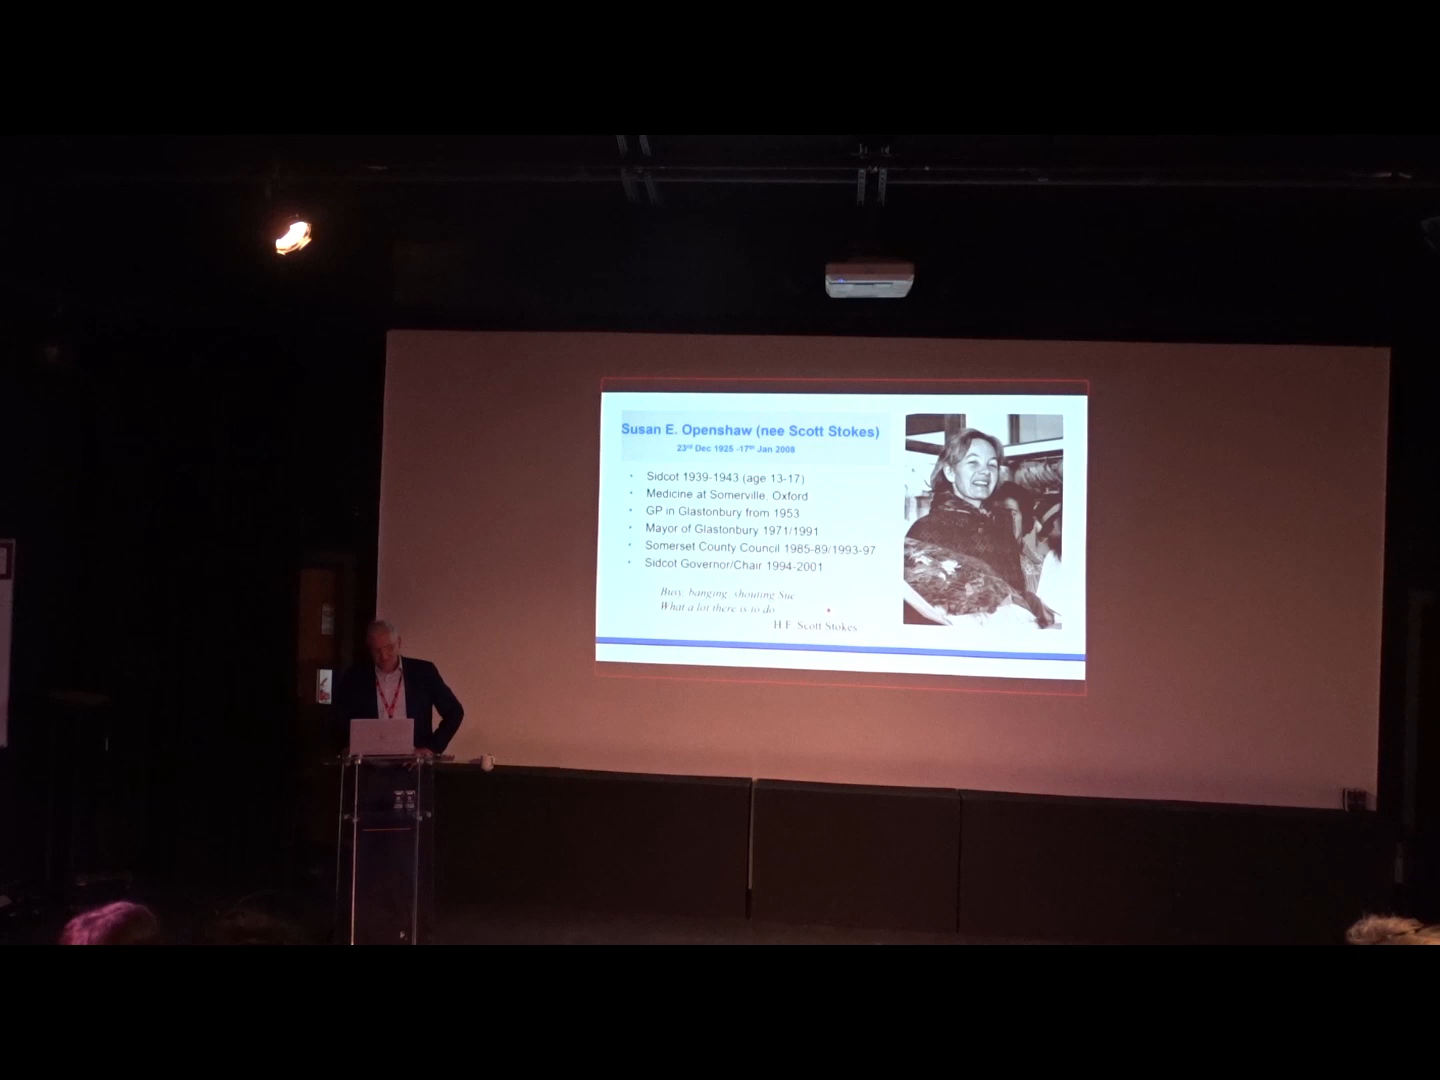 Susan E. Openshaw (nee Scott Stokes)
23rd Dec 1925 -17th Jan 2008
• Sidcot 1939-1943 (age 13-17)
• Medicine at Somerville, Oxford
• GP in Glastonbury from 1953
• Mayor of Glastonbury 1971/1991
• Somerset County Council 1985-89/1993-97
• Sidcot Governor/Chair 1994-2001
Busy, banging, shouting Sue
What a lot there is to do
H F Scott Stokes